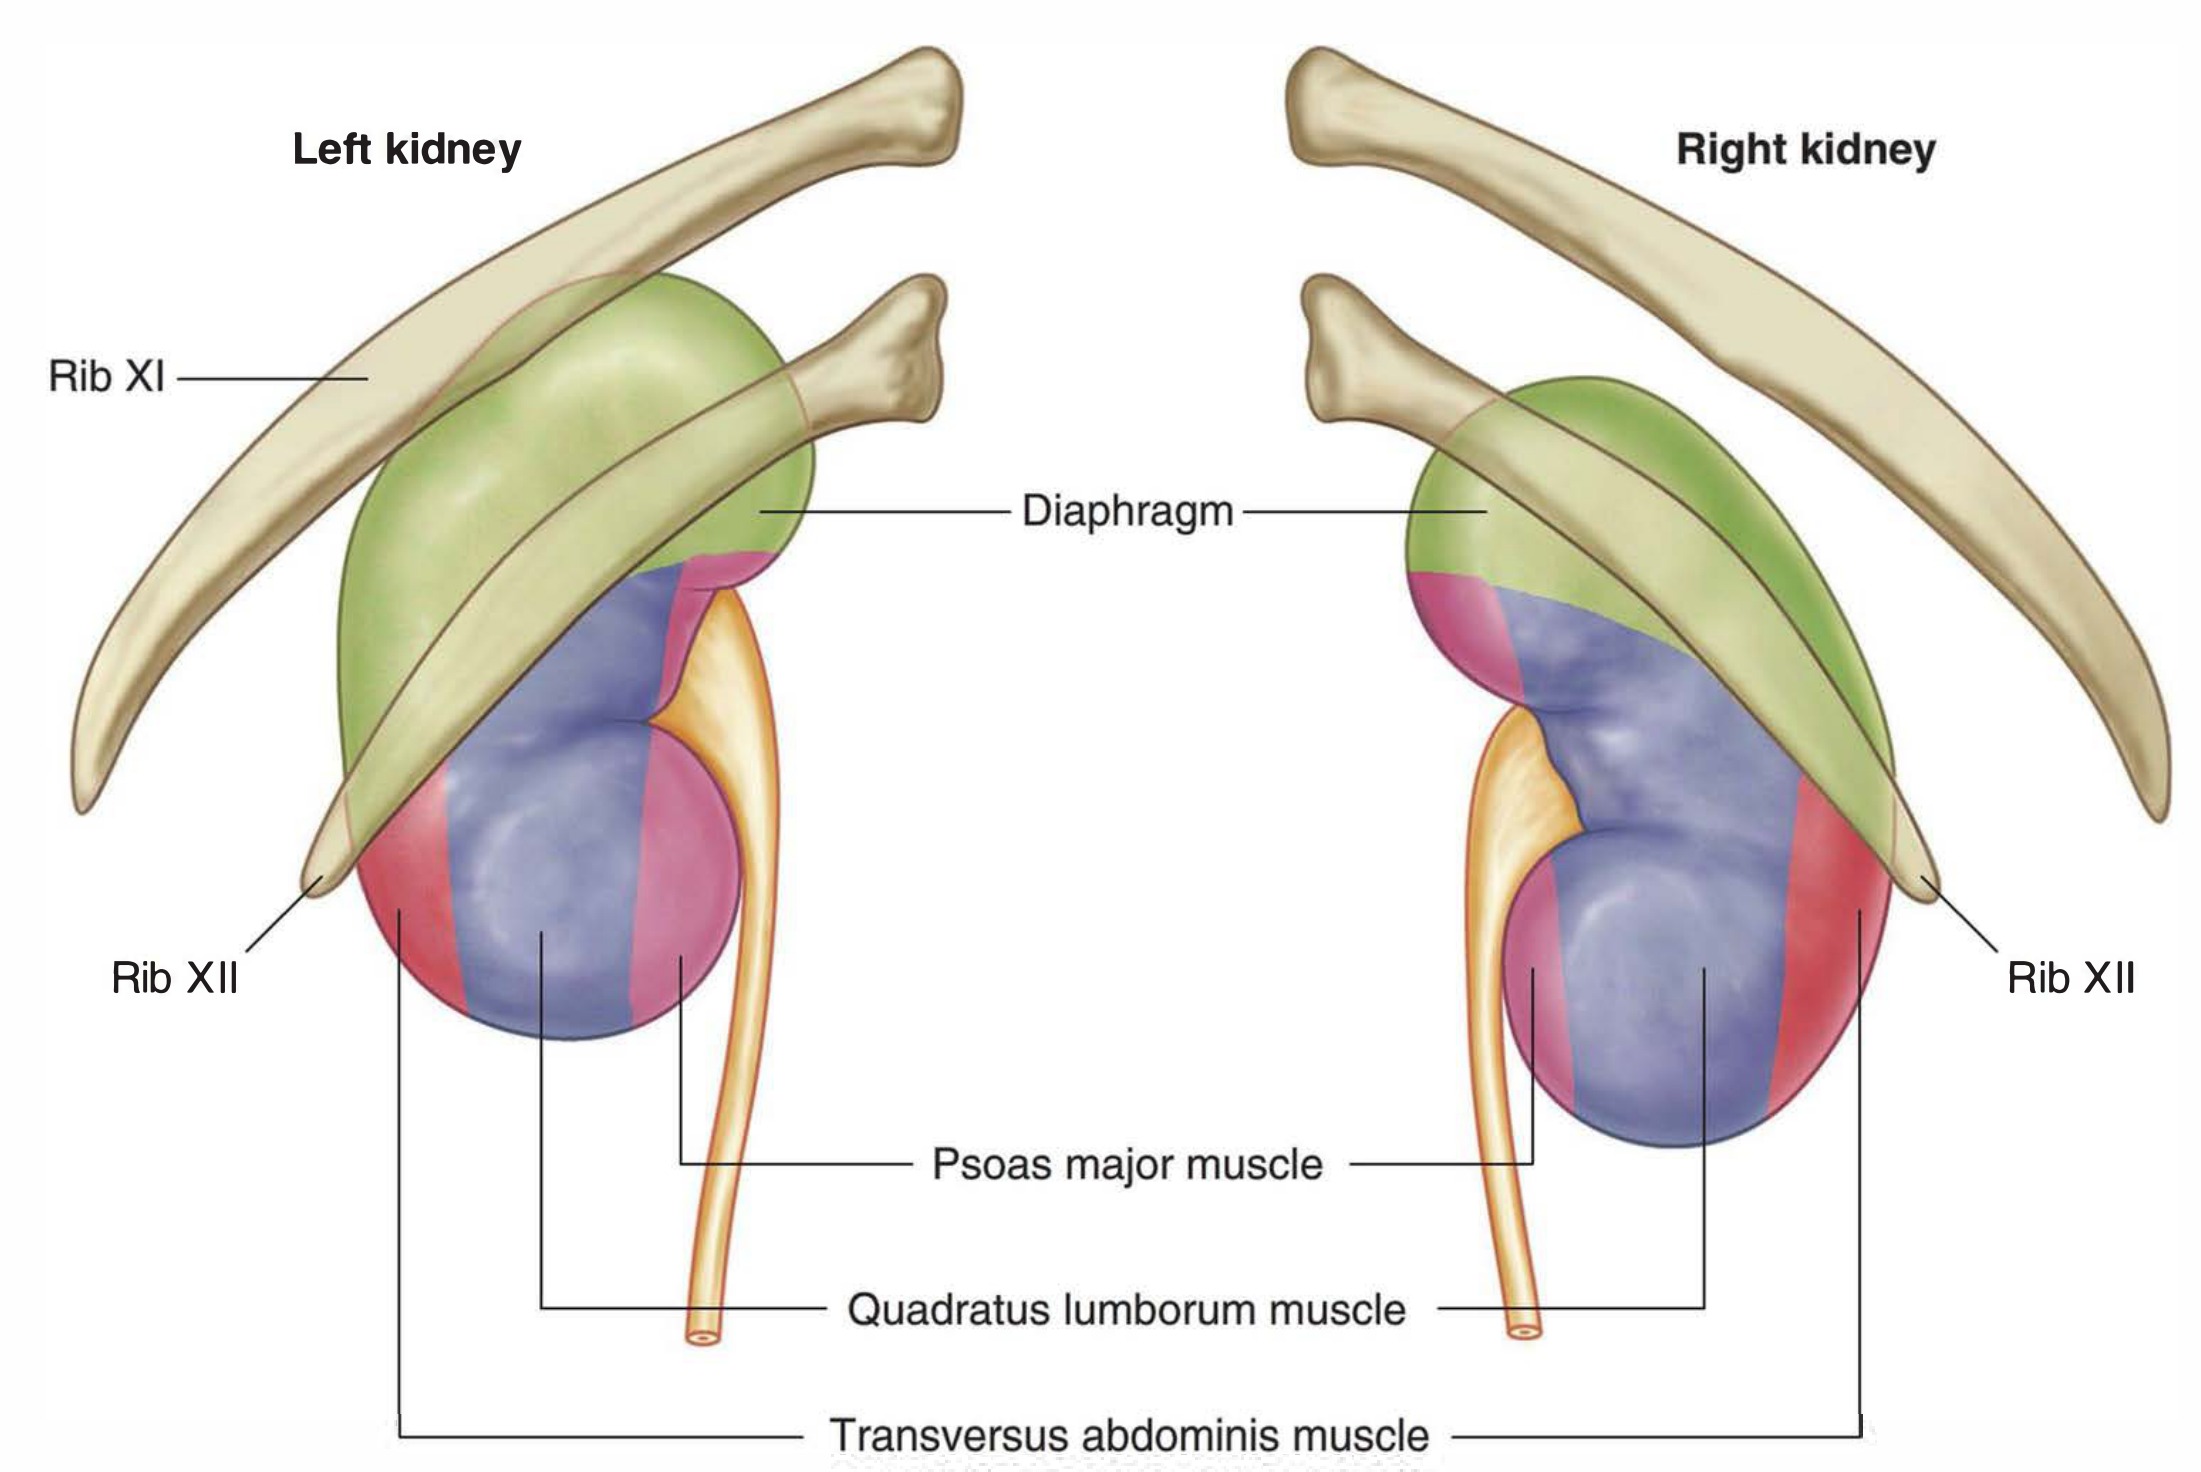 Left kidney
Right kidney
Rib XI
Diaphragm
Rib XII
Rib XII
Psoas major muscle
Quadratus lumborum muscle
Transversus abdominis muscle